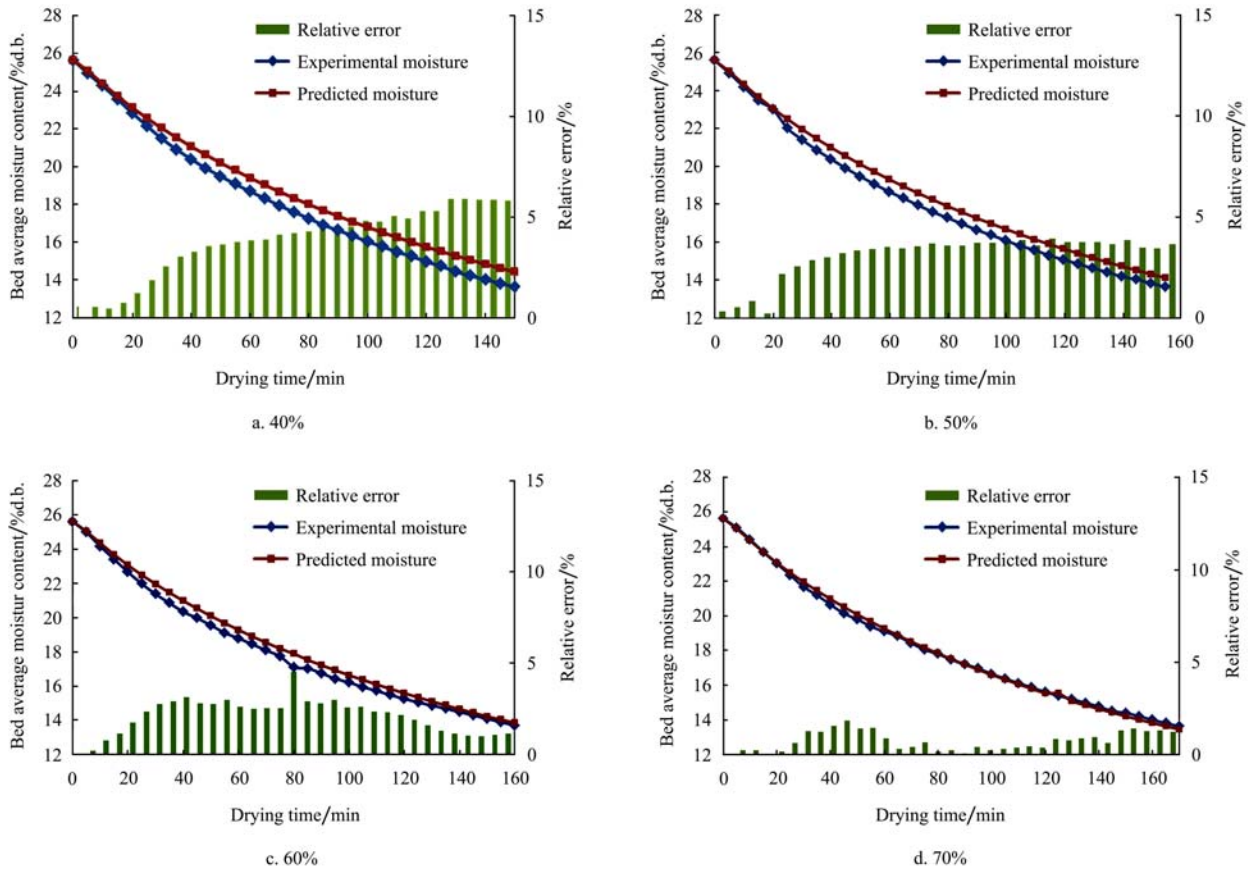 28
26
24
22
20
18
16
14
12
Bed average moistur content/%d.b.
Relative error
Experimental moisture
Predicted moisture
15
10
5
0
Relative error/%
0 20 40 60 80 100 120 140
Drying time/min
a. 40%
28
26
24
22
20
18
16
14
12
Bed average moistur content/%d.b.
Relative error
Experimental moisture
Predicted moisture
15
10
5
0
Relative error/%
0 20 40 60 80 100 120 140 160
Drying time/min
b. 50%
28
26
24
22
20
18
16
14
12
Bed average moistur content/%d.b.
Relative error
Experimental moisture
Predicted moisture
15
10
5
0
Relative error/%
0 20 40 60 80 100 120 140 160
Drying time/min
c. 60%
28
26
24
22
20
18
16
14
12
Bed average moistur content/%d.b.
Relative error
Experimental moisture
Predicted moisture
15
10
5
0
Relative error/%
0 20 40 60 80 100 120 140 160
Drying time/min
d. 70%